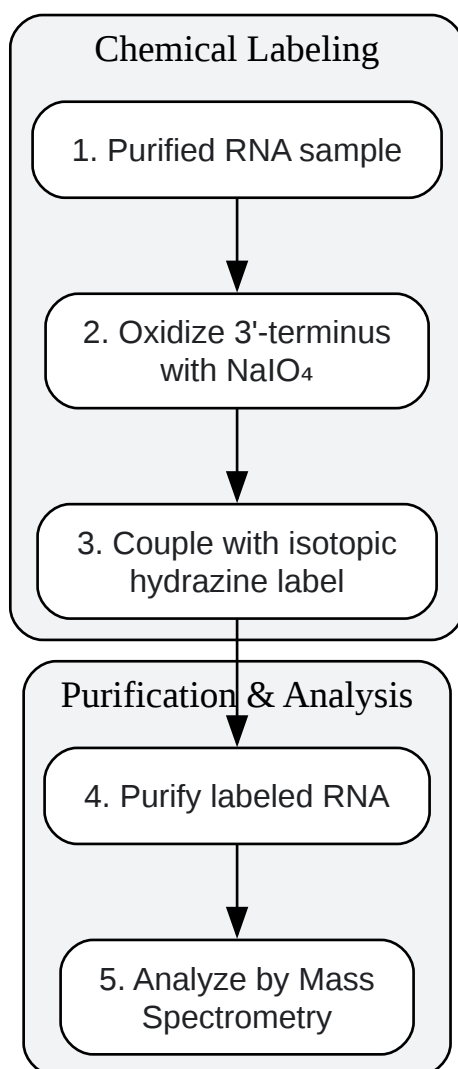 Chemical Labeling
1. Purified RNA sample
2. Oxidize 3'-terminus
with NaIO₄
3. Couple with isotopic
hydrazine label
Purification & Analysis
4. Purify labeled RNA
5. Analyze by Mass
Spectrometry